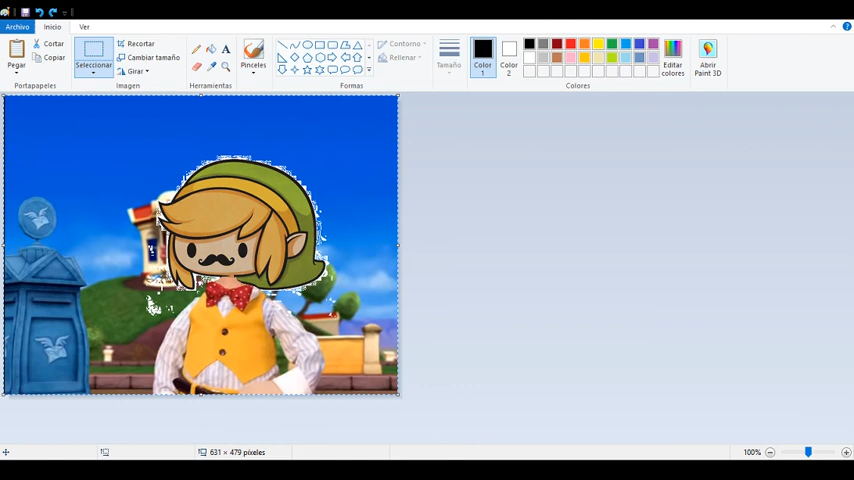 Archivo Inicio Ver
Pegar
Cortar
Copiar
Portapapeles
Seleccionar
Recortar
Cambiar tamaño
Girar
Imagen
A
Herramientas
Pinceles
Contorno
Rellenar
Formas
Tamaño
Color
1
Color
2
Editar
colores
Colores
Abrir
Paint 3D
631 × 479 píxeles
100%